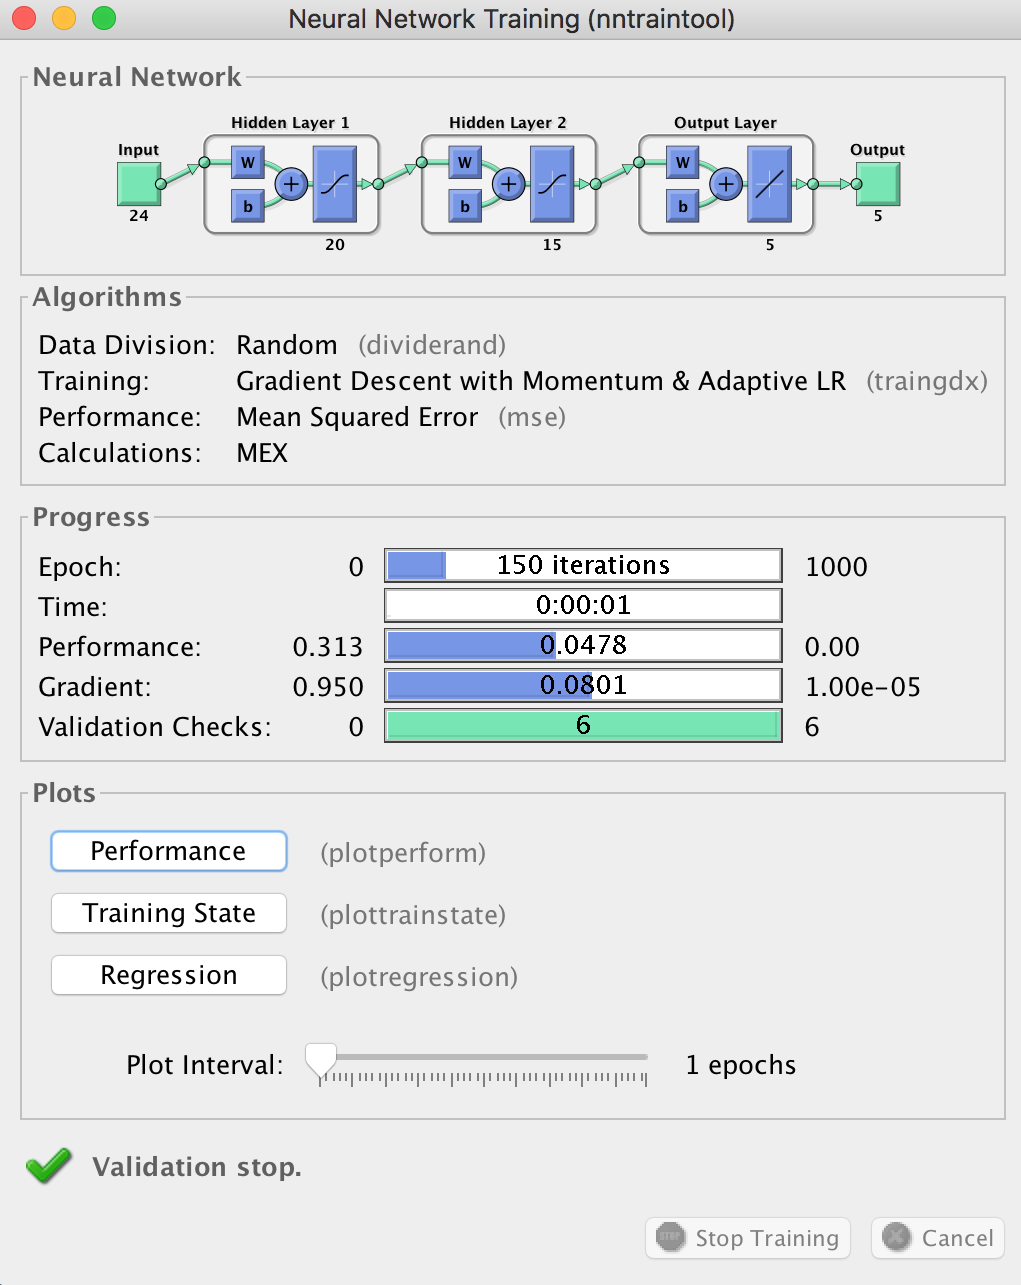 Neural Network Training (nntraintool)
Neural Network
Hidden Layer 1 Hidden Layer 2 Output Layer
Input Output
W W W
b b b
24 5
20 15 5
Algorithms
Data Division: Random (dividerand)
Training: Gradient Descent with Momentum & Adaptive LR (traingdx)
Performance: Mean Squared Error (mse)
Calculations: MEX
Progress
Epoch: 0 150 iterations 1000
Time: 0:00:01
Performance: 0.313 0.0478 0.00
Gradient: 0.950 0.0801 1.00e-05
Validation Checks: 0 6 6
Plots
Performance (plotperform)
Training State (plottrainstate)
Regression (plotregression)
Plot Interval: 1 epochs
Validation stop.
STOP Stop Training Cancel